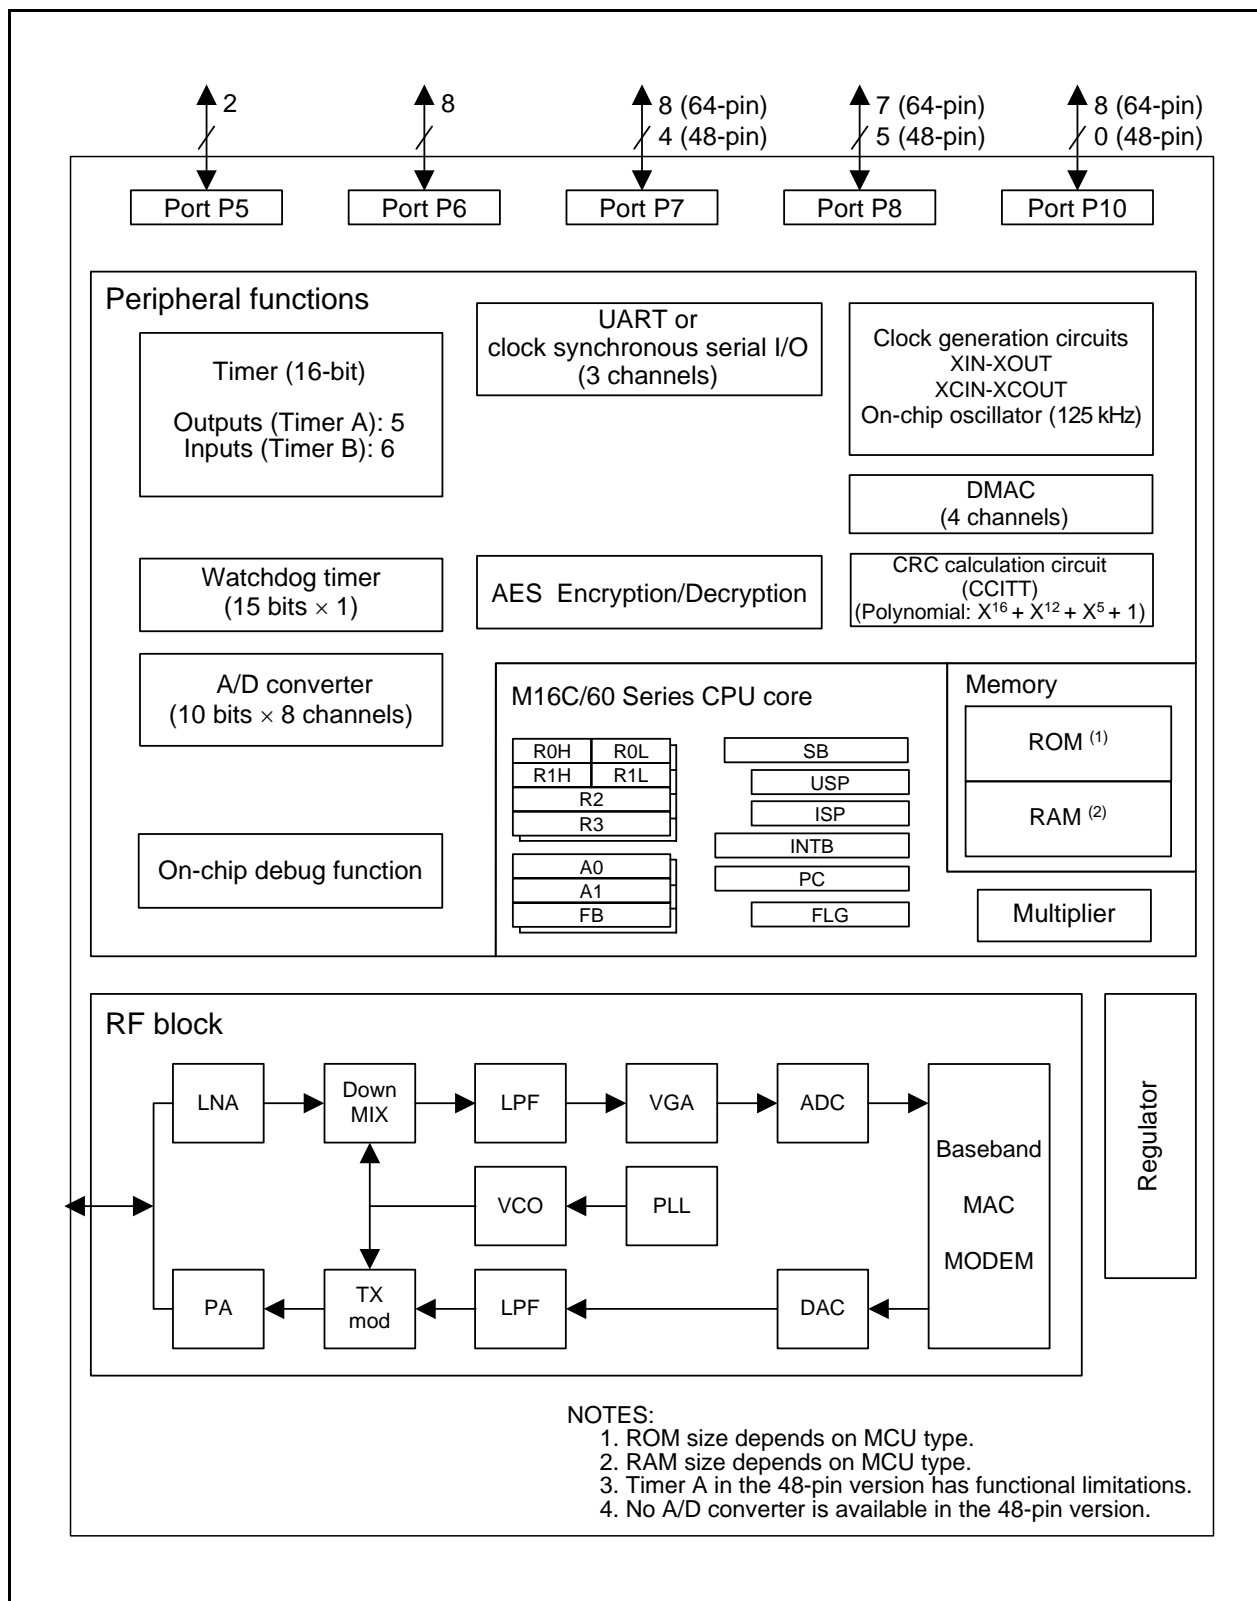 2
8
8 (64-pin)
4 (48-pin)
7 (64-pin)
5 (48-pin)
8 (64-pin)
0 (48-pin)
Port P5
Port P6
Port P7
Port P8
Port P10
Peripheral functions
Timer (16-bit)
Outputs (Timer A): 5
Inputs (Timer B): 6
UART or
clock synchronous serial I/O
(3 channels)
Clock generation circuits
XIN-XOUT
XCIN-XCOUT
On-chip oscillator (125 kHz)
DMAC
(4 channels)
Watchdog timer
(15 bits × 1)
AES Encryption/Decryption
CRC calculation circuit
(CCITT)
(Polynomial: X¹⁶ + X¹² + X⁵ + 1)
A/D converter
(10 bits × 8 channels)
On-chip debug function
M16C/60 Series CPU core
R0H
R0L
R1H
R1L
R2
R3
A0
A1
FB
SB
USP
ISP
INTB
PC
FLG
Memory
ROM ⁽¹⁾
RAM ⁽²⁾
Multiplier
RF block
LNA
Down
MIX
LPF
VGA
ADC
VCO
PLL
PA
TX
mod
LPF
DAC
Baseband
MAC
MODEM
Regulator
NOTES:
1. ROM size depends on MCU type.
2. RAM size depends on MCU type.
3. Timer A in the 48-pin version has functional limitations.
4. No A/D converter is available in the 48-pin version.